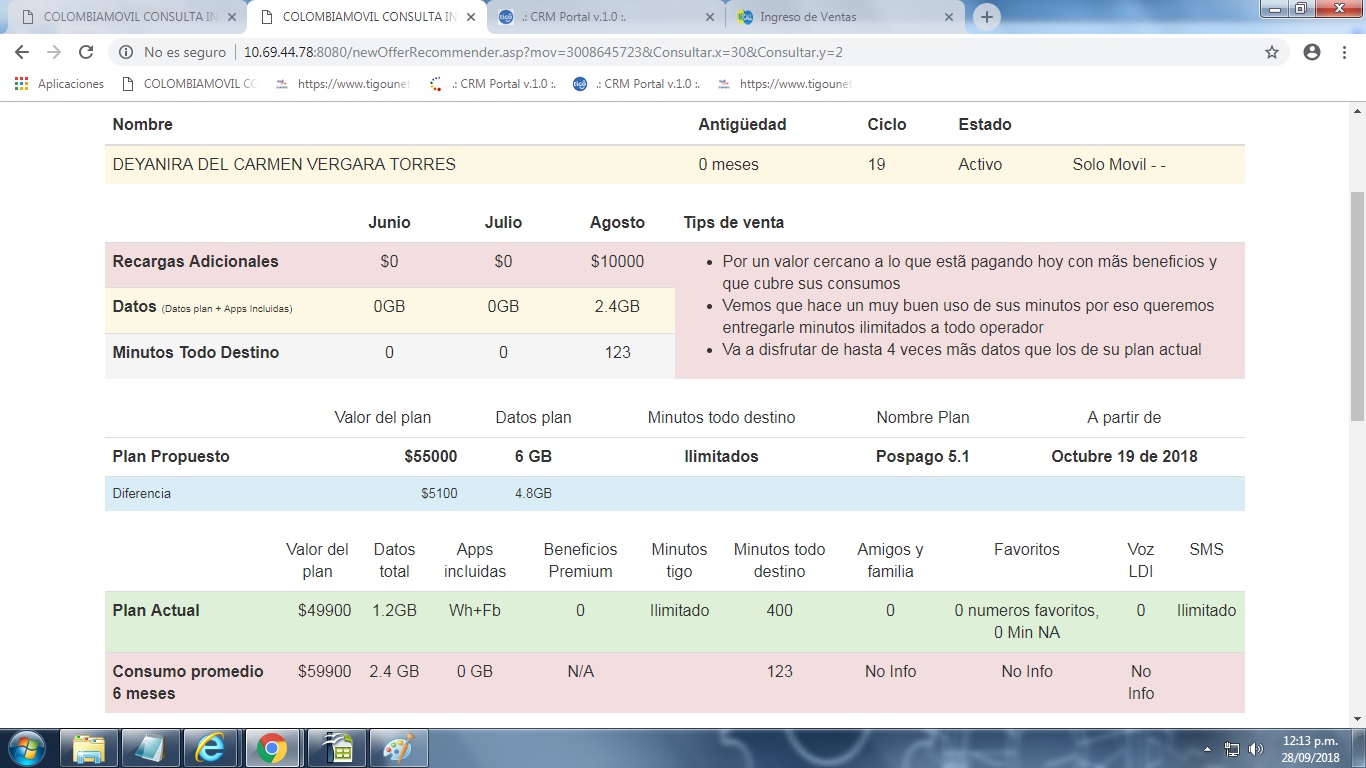 COLOMBIAMOVIL CONSULTA IN
COLOMBIAMOVIL CONSULTA IN
.: CRM Portal v.1.0 :.
Ingreso de Ventas
No es seguro
10.69.44.78:8080/newOfferRecommender.asp?mov=3008645723&Consultar.x=30&Consultar.y=2
Aplicaciones
COLOMBIAMOVIL CO
https://www.tigoune
.: CRM Portal v.1.0 :.
tigo
.: CRM Portal v.1.0 :.
https://www.tigoune
Nombre Antigüedad Ciclo Estado
DEYANIRA DEL CARMEN VERGARA TORRES 0 meses 19 Activo Solo Movil - -
Junio Julio Agosto Tips de venta
Recargas Adicionales $0 $0 $10000
Datos (Datos plan + Apps Incluidas) 0GB 0GB 2.4GB
Minutos Todo Destino 0 0 123
• Por un valor cercano a lo que estã pagando hoy con mãs beneficios y
que cubre sus consumos
• Vemos que hace un muy buen uso de sus minutos por eso queremos
entregarle minutos ilimitados a todo operador
• Va a disfrutar de hasta 4 veces mãs datos que los de su plan actual
Valor del plan Datos plan Minutos todo destino Nombre Plan A partir de
Plan Propuesto $55000 6 GB Ilimitados Pospago 5.1 Octubre 19 de 2018
Diferencia $5100 4.8GB
Valor del Datos Apps Beneficios Minutos Minutos todo Amigos y Favoritos Voz SMS
plan total incluidas Premium tigo destino familia LDI
Plan Actual $49900 1.2GB Wh+Fb 0 Ilimitado 400 0 0 numeros favoritos, 0 Ilimitado
0 Min NA
Consumo promedio $59900 2.4 GB 0 GB N/A 123 No Info No Info No
6 meses Info
12:13 p.m.
28/09/2018